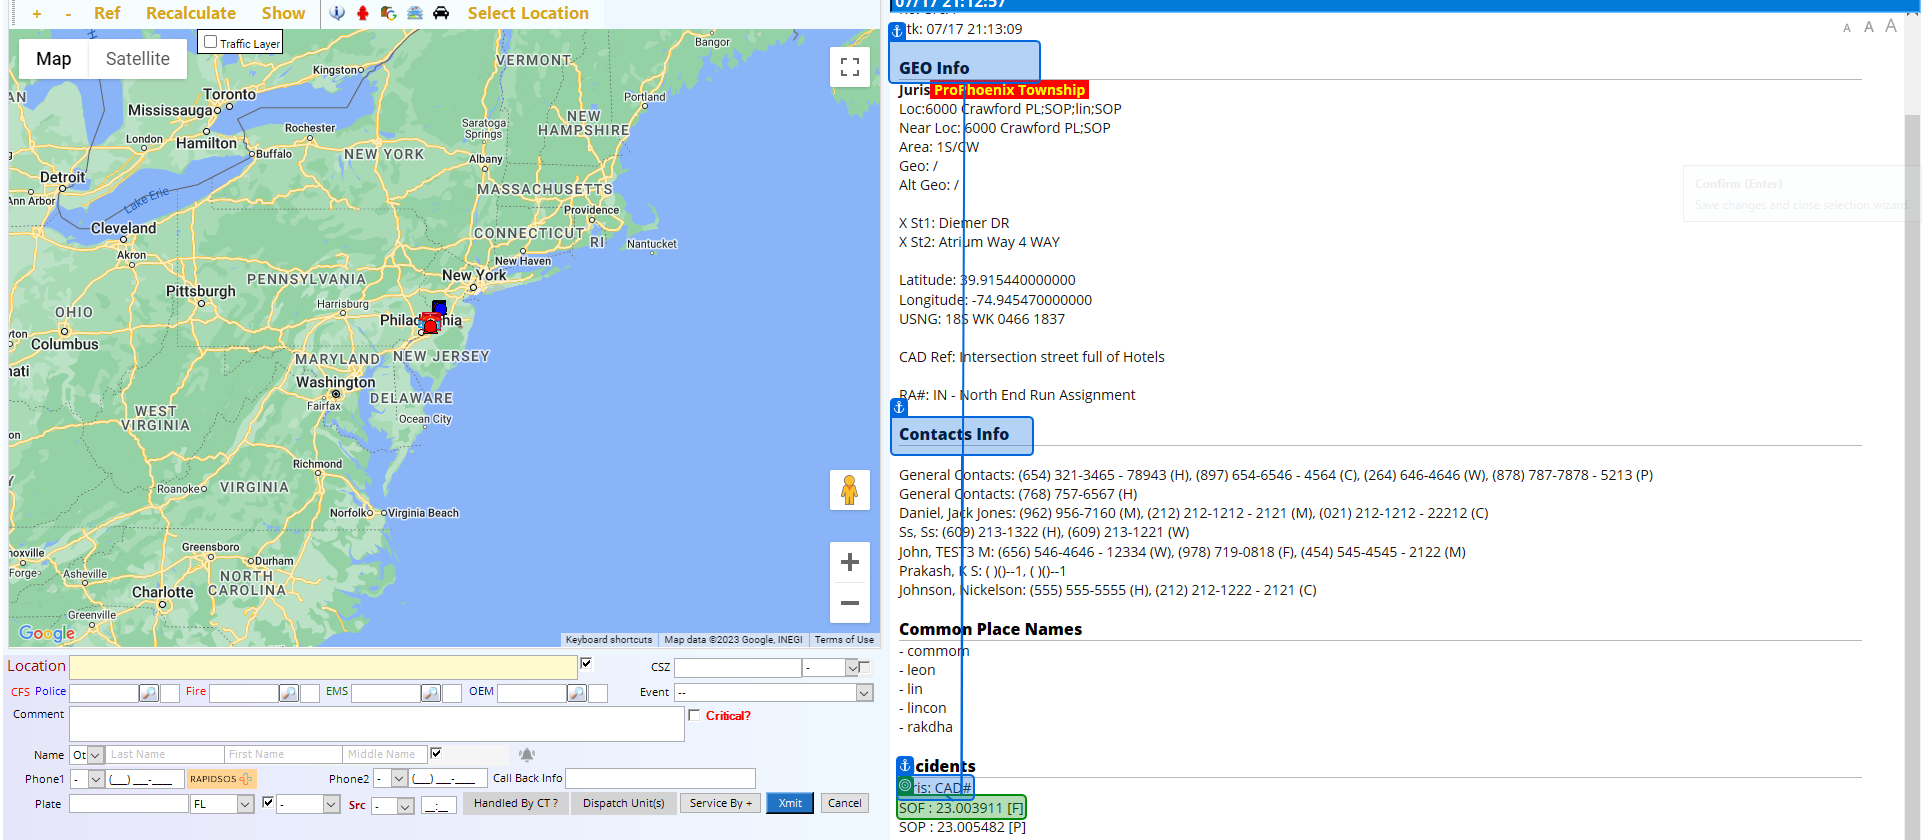 + - Ref Recalculate Show Select Location
Map Satellite
Traffic Layer
Bangor
VERMONT
Kingston
Toronto
Mississauga
Portland
NEW
HAMPSHIRE
London
Hamilton
Rochester
Saratoga
Springs
Buffalo
NEW YORK
Albany
Detroit
Ann Arbor
Lake Erie
MASSACHUSETTS
Providence
Cleveland
CONNECTICUT
RI
Nantucket
Akron
New Haven
PENNSYLVANIA
New York
Pittsburgh
Harrisburg
OHIO
Columbus
MARYLAND
NEW JERSEY
Washington
DELAWARE
Fairfax
WEST
VIRGINIA
Ocean City
Richmond
Roanoke
VIRGINIA
Norfolk
Virginia Beach
Greensboro
Durham
Asheville
NORTH
CAROLINA
Charlotte
Greenville
Google
Keyboard shortcuts Map data ©2023 Google, INEGI Terms of Use
Location CSZ -
CFS Police Fire EMS OEM Event --
Comment Critical?
Name Ot Last Name First Name Middle Name
Phone1 - (__) ___-____ RAPIDSOS Phone2 - (__) ___-____ Call Back Info
Plate FL - Src - __:__ Handled By CT ? Dispatch Unit(s) Service By + Xmit Cancel
07/17 21:12:57
tk: 07/17 21:13:09
A A A
GEO Info
Juris ProPhoenix Township
Loc:6000 Crawford PL;SOP;lin;SOP
Near Loc: 6000 Crawford PL;SOP
Area: 1S/CW
Geo: /
Alt Geo: /
Confirm (Enter)
Save changes and close selection wizard.
X St1: Diemer DR
X St2: Atrium Way 4 WAY
Latitude: 39.915440000000
Longitude: -74.945470000000
USNG: 18S WK 0466 1837
CAD Ref: Intersection street full of Hotels
RA#: IN - North End Run Assignment
Contacts Info
General Contacts: (654) 321-3465 - 78943 (H), (897) 654-6546 - 4564 (C), (264) 646-4646 (W), (878) 787-7878 - 5213 (P)
General Contacts: (768) 757-6567 (H)
Daniel, Jack Jones: (962) 956-7160 (M), (212) 212-1212 - 2121 (M), (021) 212-1212 - 22212 (C)
Ss, Ss: (609) 213-1322 (H), (609) 213-1221 (W)
John, TEST3 M: (656) 546-4646 - 12334 (W), (978) 719-0818 (F), (454) 545-4545 - 2122 (M)
Prakash, K S: ( )()--1, ( )()--1
Johnson, Nickelson: (555) 555-5555 (H), (212) 212-1222 - 2121 (C)
Common Place Names
- commom
- leon
- lin
- lincon
- rakdha
cidents
ris: CAD#
SOF : 23.003911 [F]
SOP : 23.005482 [P]